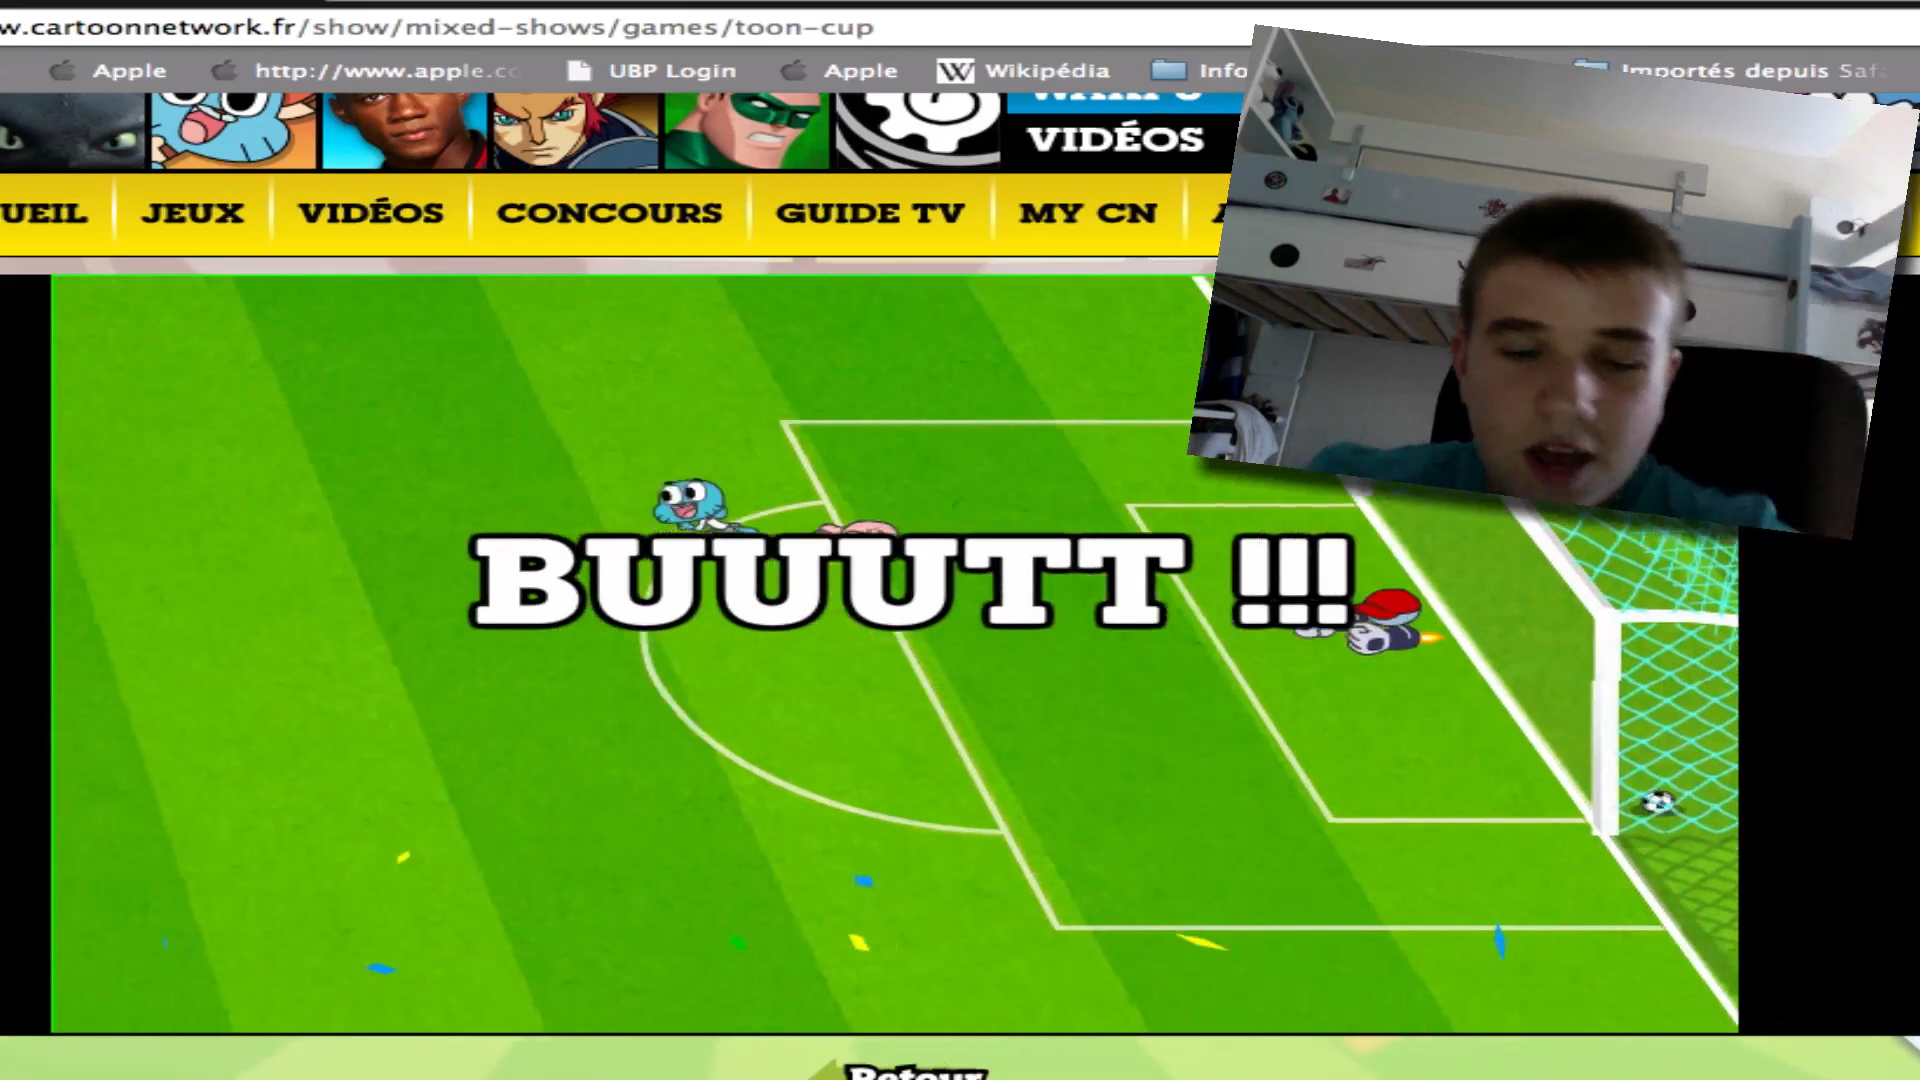 w.cartoonnetwork.fr/show/mixed-shows/games/toon-cup
Apple http://www.apple.co UBP Login Apple Wikipédia Info Importés depuis Saf
VIDÉOS
UEIL JEUX VIDÉOS CONCOURS GUIDE TV MY CN
BUUUTT !!!
Retour